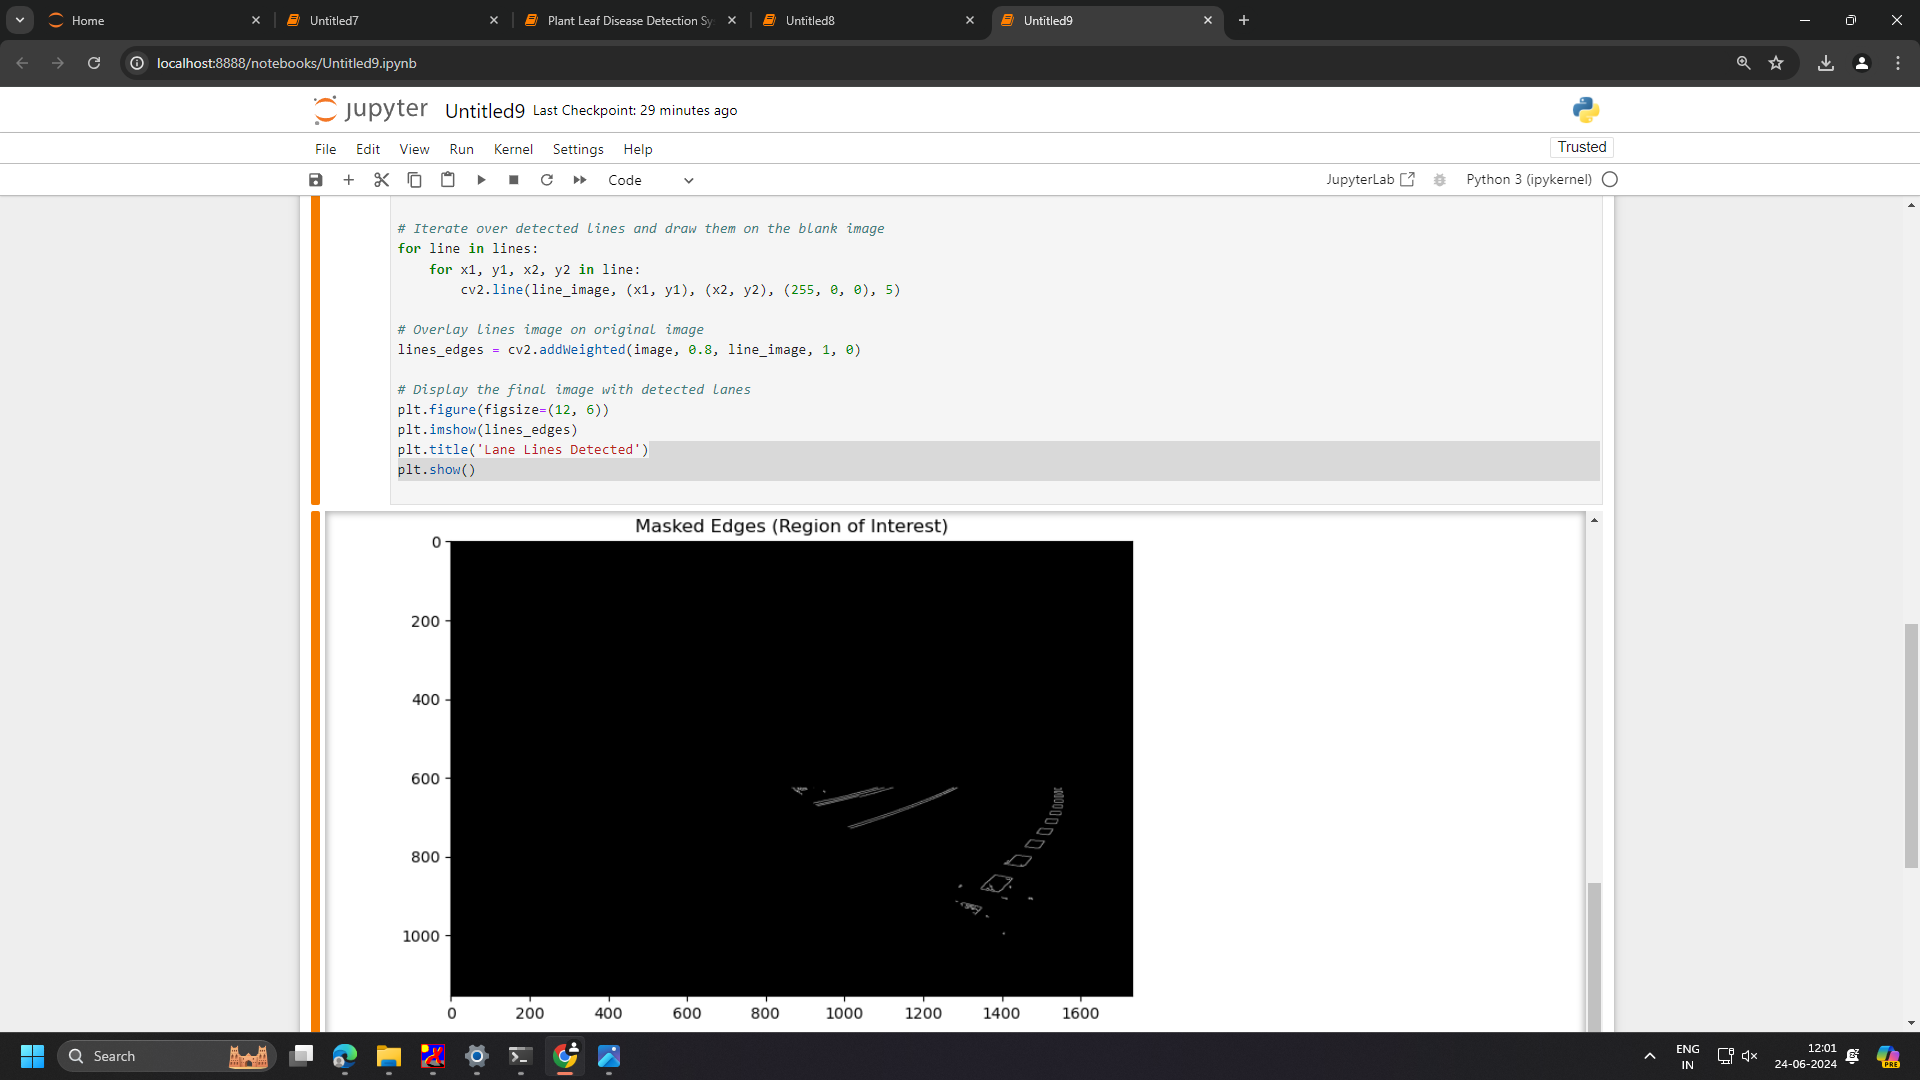 Home
Untitled7
Plant Leaf Disease Detection Sy
Untitled8
Untitled9
localhost:8888/notebooks/Untitled9.ipynb
jupyter Untitled9 Last Checkpoint: 29 minutes ago
File Edit View Run Kernel Settings Help
Trusted
Code
JupyterLab
Python 3 (ipykernel)
# Iterate over detected lines and draw them on the blank image
for line in lines:
    for x1, y1, x2, y2 in line:
        cv2.line(line_image, (x1, y1), (x2, y2), (255, 0, 0), 5)
# Overlay lines image on original image
lines_edges = cv2.addWeighted(image, 0.8, line_image, 1, 0)
# Display the final image with detected lanes
plt.figure(figsize=(12, 6))
plt.imshow(lines_edges)
plt.title('Lane Lines Detected')
plt.show()
Masked Edges (Region of Interest)
0
200
400
600
800
1000
0 200 400 600 800 1000 1200 1400 1600
Search
ENG
IN
12:01
24-06-2024
PRE